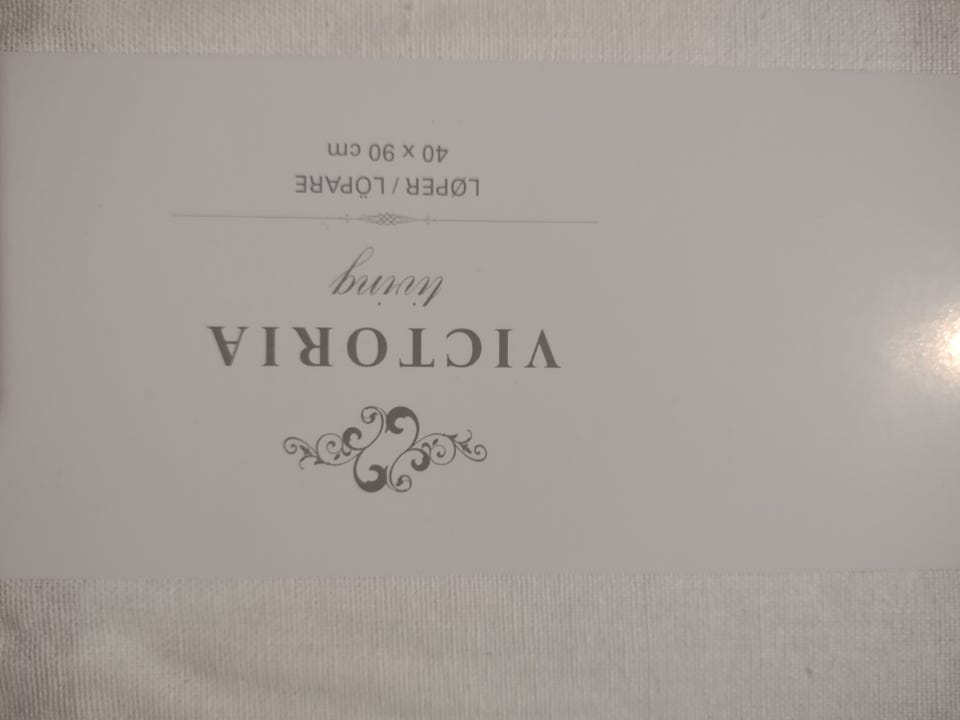 VICTORIA
living
LØPER / LÖPARE
40 x 90 cm